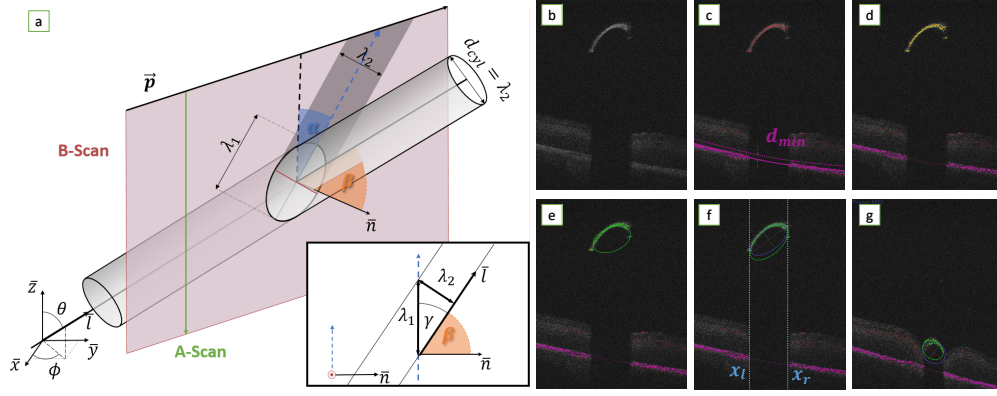 a
p⃗
B-Scan
A-Scan
λ₁
λ₂
d_cyl = λ₂
α
β
n̄
z̄
θ
l̄
x̄
ȳ
ϕ
λ₂
l̄
λ₁
γ
β
n̄
n̄
b
c
d_min
d
e
f
x_l
x_r
g